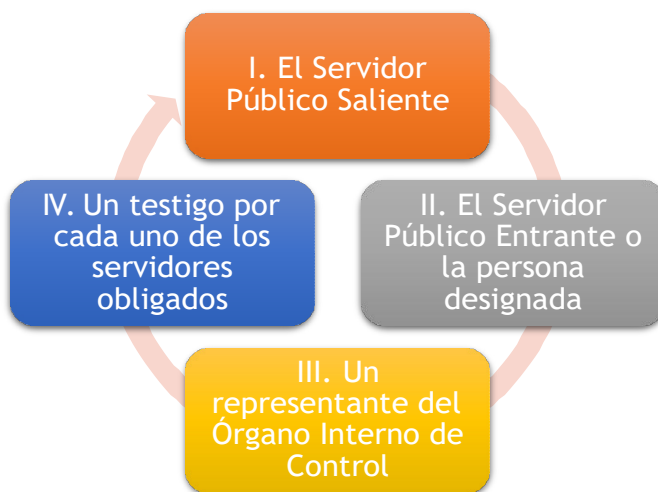 I. El Servidor
Público Saliente
II. El Servidor
Público Entrante o
la persona
designada
III. Un
representante del
Órgano Interno de
Control
IV. Un testigo por
cada uno de los
servidores
obligados